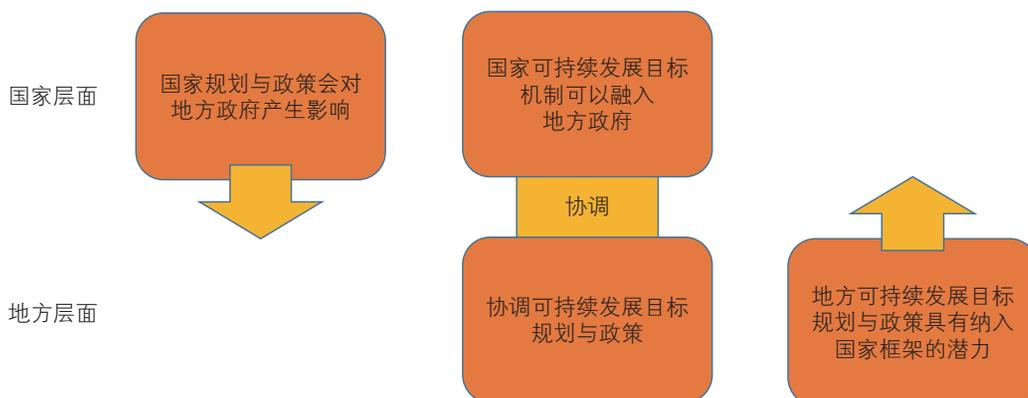 国家层面
国家规划与政策会对
地方政府产生影响
国家可持续发展目标
机制可以融入
地方政府
协调
地方层面
协调可持续发展目标
规划与政策
地方可持续发展目标
规划与政策具有纳入
国家框架的潜力